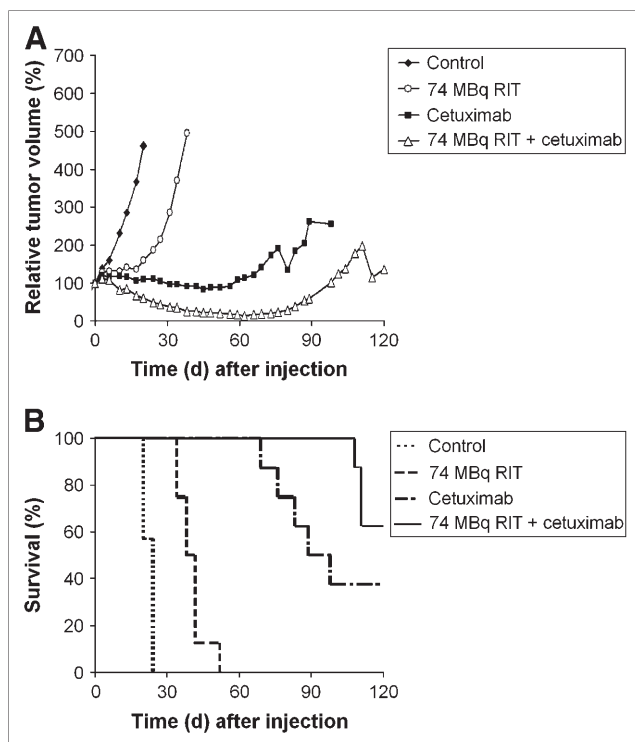 A
Relative tumor volume (%)
700
600
500
400
300
200
100
0
0 30 60 90 120
Time (d) after injection
Control
74 MBq RIT
Cetuximab
74 MBq RIT + cetuximab
B
Survival (%)
100
80
60
40
20
0
0 30 60 90 120
Time (d) after injection
Control
74 MBq RIT
Cetuximab
74 MBq RIT + cetuximab